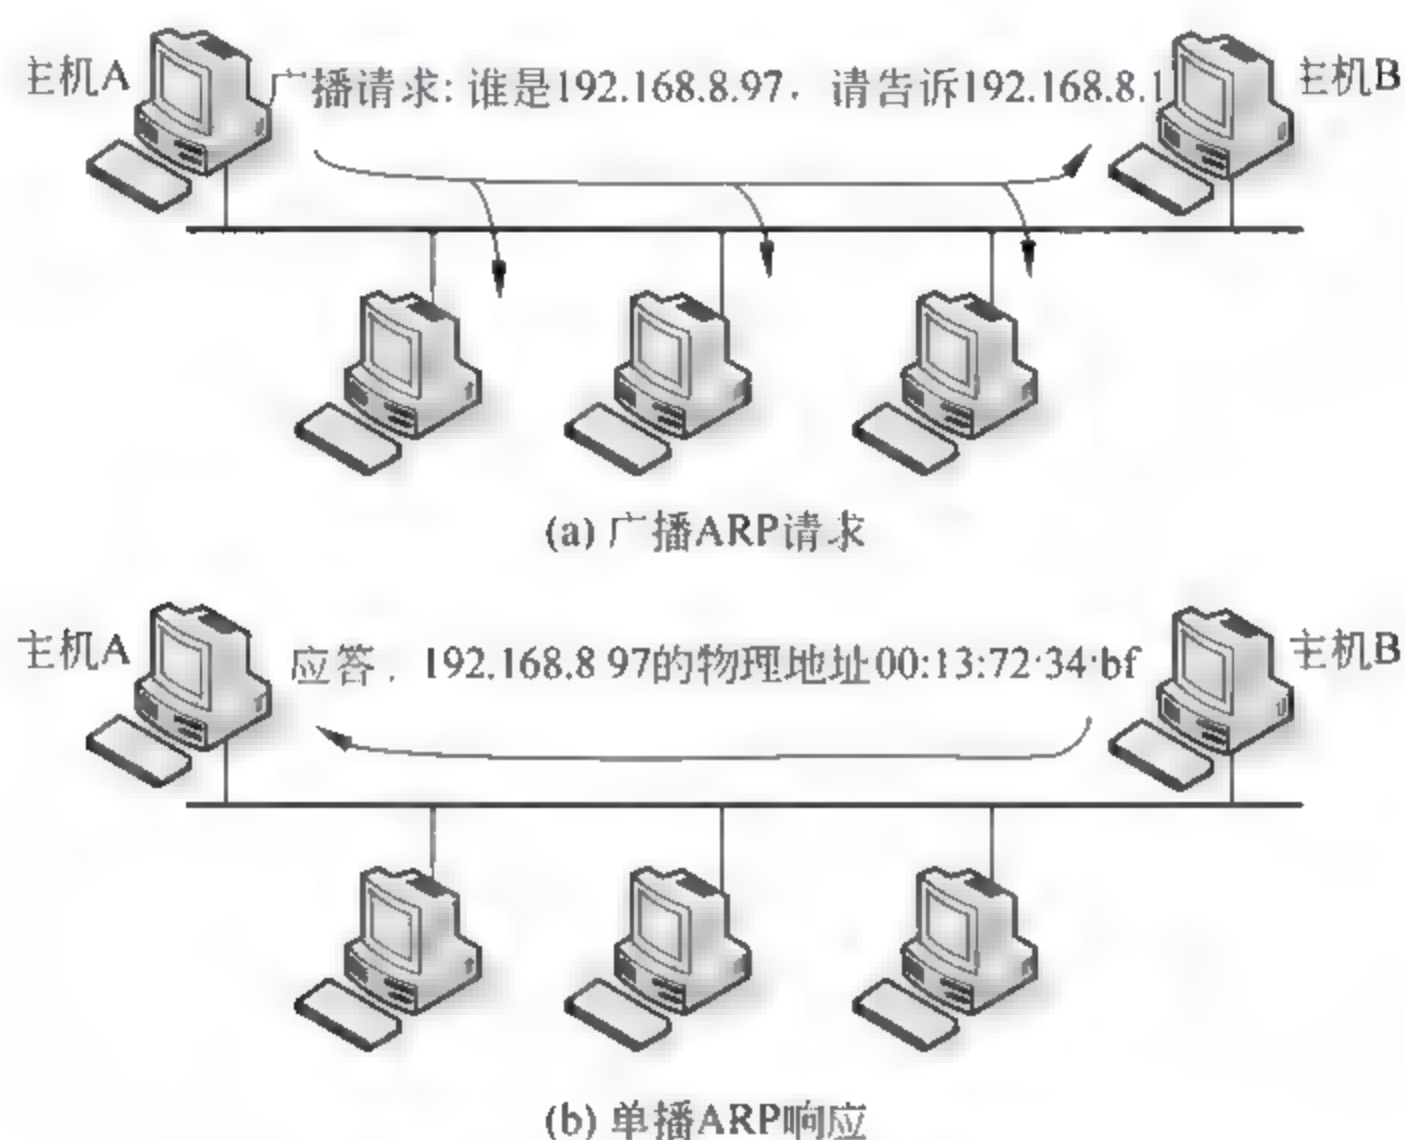 主机A
广播请求: 谁是192.168.8.97, 请告诉192.168.8.1
主机B
(a) 广播ARP请求
主机A
应答: 192.168.8 97的物理地址00:13:72:34:bf
主机B
(b) 单播ARP响应